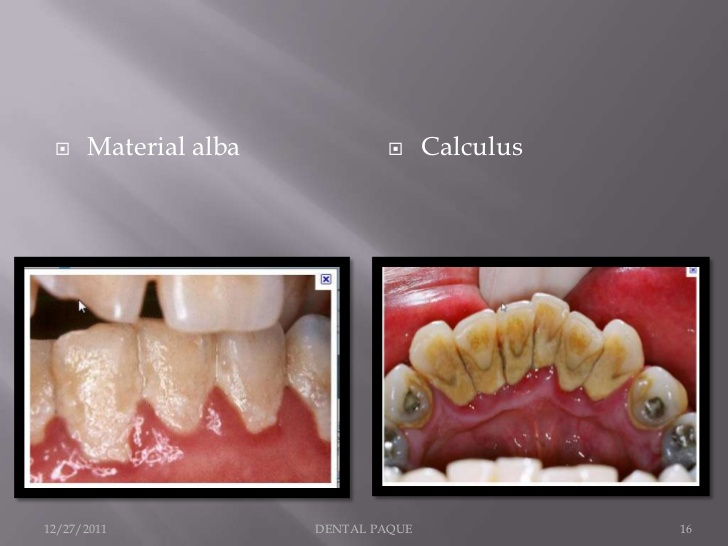 Material alba
Calculus
12/27/2011
DENTAL PAQUE
16